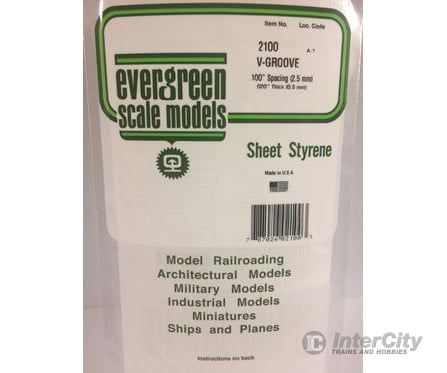 Item No. Loc. Code
2100 A-7
V-GROOVE
.100" Spacing (2.5 mm)
.020" Thick (0.5 mm)
evergreen
scale models
Sheet Styrene
Made in U S A
Model Railroading
Architectural Models
Military Models
Industrial Models
Miniatures
Ships and Planes
Instructions on back
InterCity
TRAINS AND HOBBIES